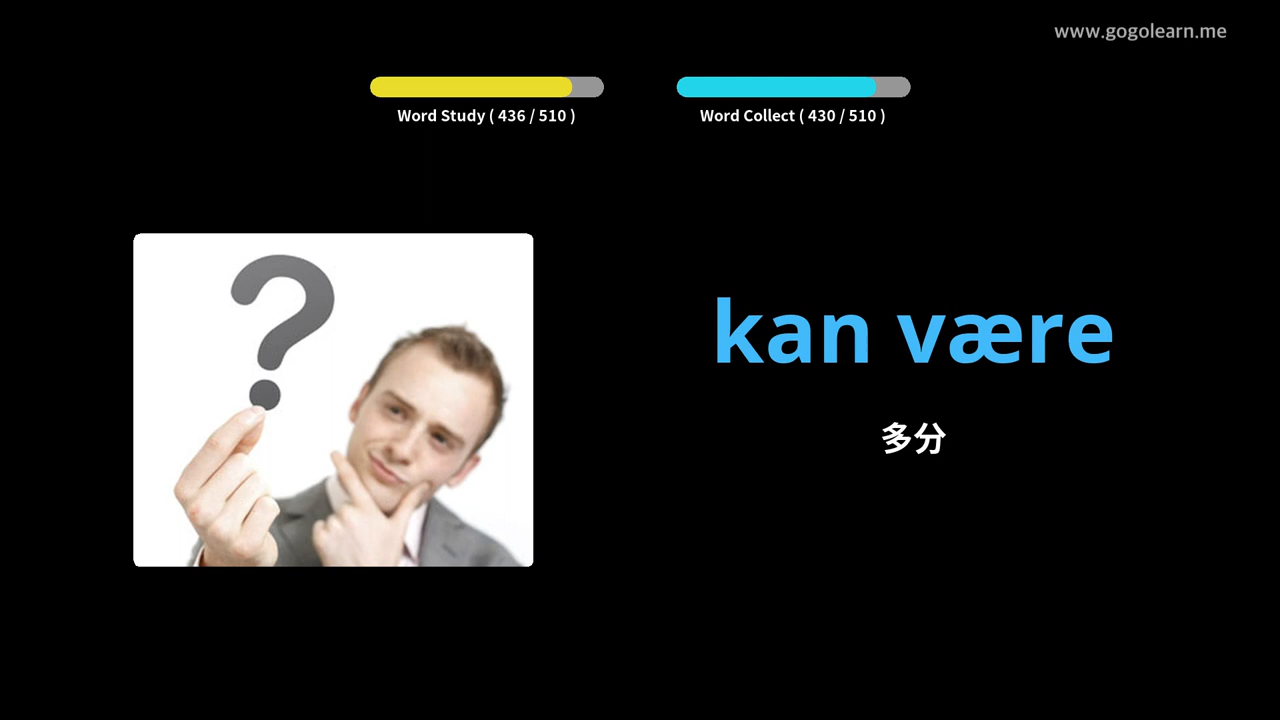 www.gogolearn.me
Word Study ( 436 / 510 )
Word Collect ( 430 / 510 )
?
kan være
多分